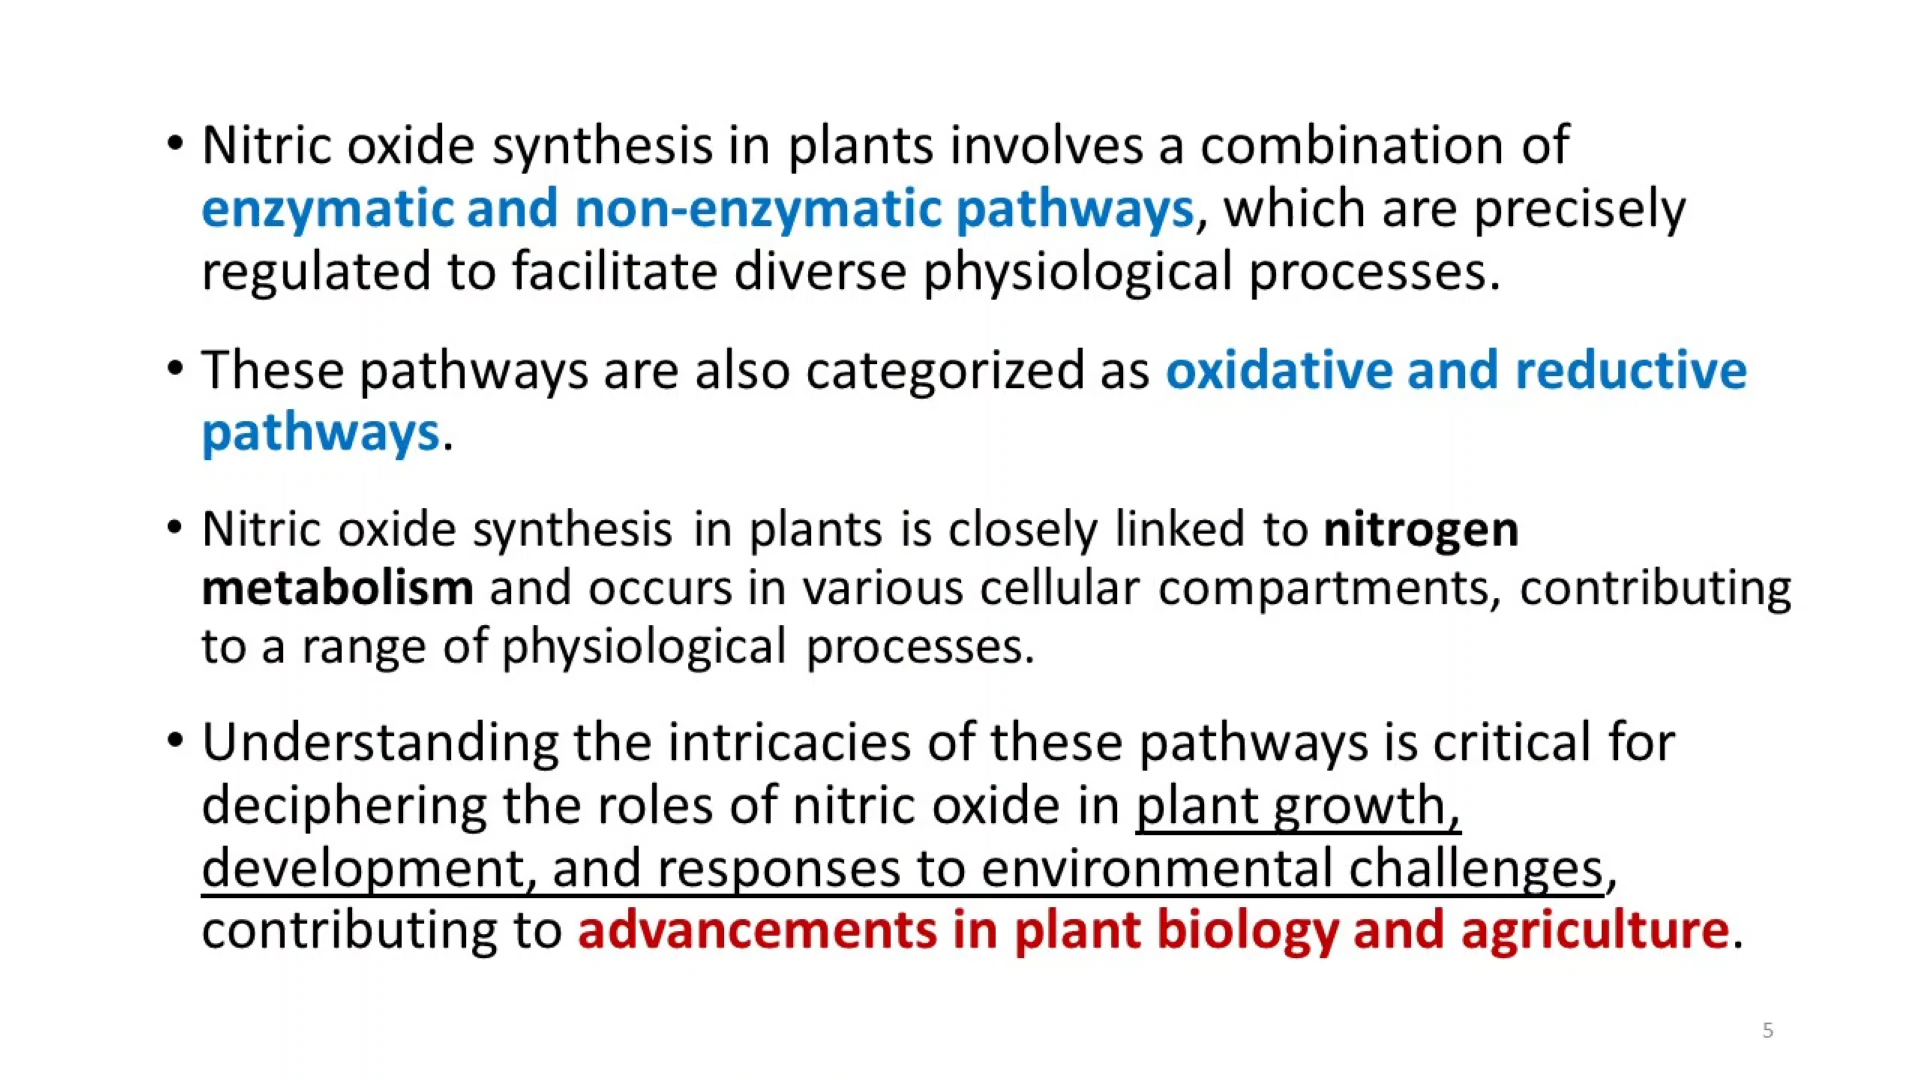 • Nitric oxide synthesis in plants involves a combination of
enzymatic and non-enzymatic pathways, which are precisely
regulated to facilitate diverse physiological processes.
• These pathways are also categorized as oxidative and reductive
pathways.
• Nitric oxide synthesis in plants is closely linked to nitrogen
metabolism and occurs in various cellular compartments, contributing
to a range of physiological processes.
• Understanding the intricacies of these pathways is critical for
deciphering the roles of nitric oxide in plant growth,
development, and responses to environmental challenges,
contributing to advancements in plant biology and agriculture.
5